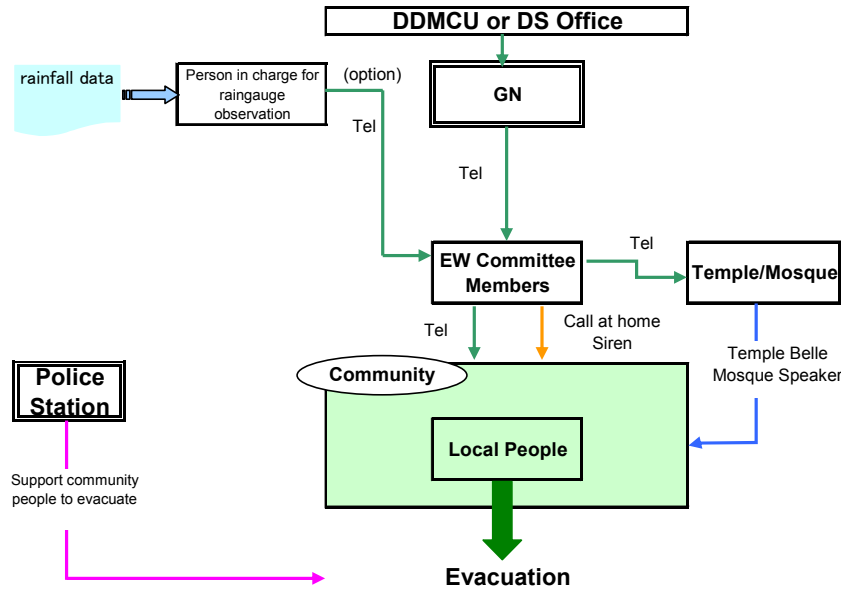 DDMCU or DS Office
rainfall data
Person in charge for
raingauge
observation
(option)
Tel
GN
Tel
EW Committee
Members
Tel
Temple/Mosque
Tel
Call at home
Siren
Temple Belle
Mosque Speaker
Police
Station
Community
Local People
Support community
people to evacuate
Evacuation